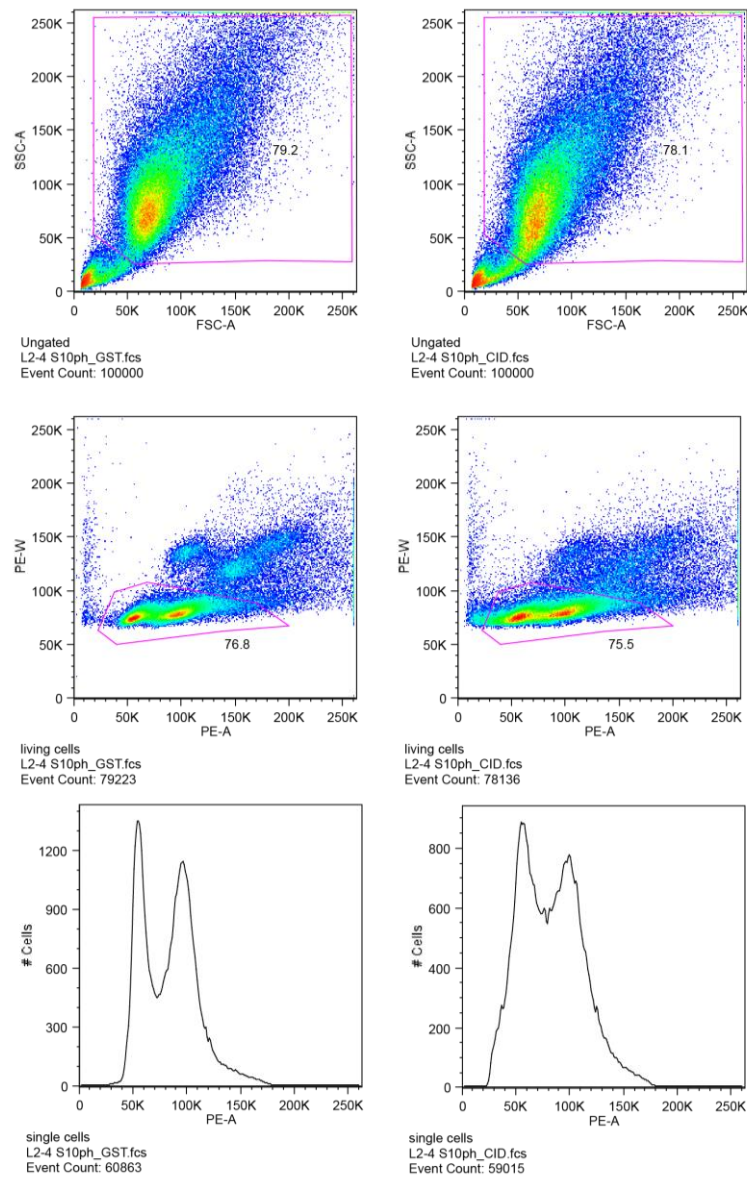 250K
200K
150K
100K
50K
0
SSC-A
79.2
0 50K 100K 150K 200K 250K
FSC-A
Ungated
L2-4 S10ph_GST.fcs
Event Count: 100000
250K
200K
150K
100K
50K
0
SSC-A
78.1
0 50K 100K 150K 200K 250K
FSC-A
Ungated
L2-4 S10ph_CID.fcs
Event Count: 100000
250K
200K
150K
100K
50K
0
PE-W
76.8
0 50K 100K 150K 200K 250K
PE-A
living cells
L2-4 S10ph_GST.fcs
Event Count: 79223
250K
200K
150K
100K
50K
0
PE-W
75.5
0 50K 100K 150K 200K 250K
PE-A
living cells
L2-4 S10ph_CID.fcs
Event Count: 78136
1200
900
600
300
0
# Cells
0 50K 100K 150K 200K 250K
PE-A
single cells
L2-4 S10ph_GST.fcs
Event Count: 60863
800
600
400
200
0
# Cells
0 50K 100K 150K 200K 250K
PE-A
single cells
L2-4 S10ph_CID.fcs
Event Count: 59015